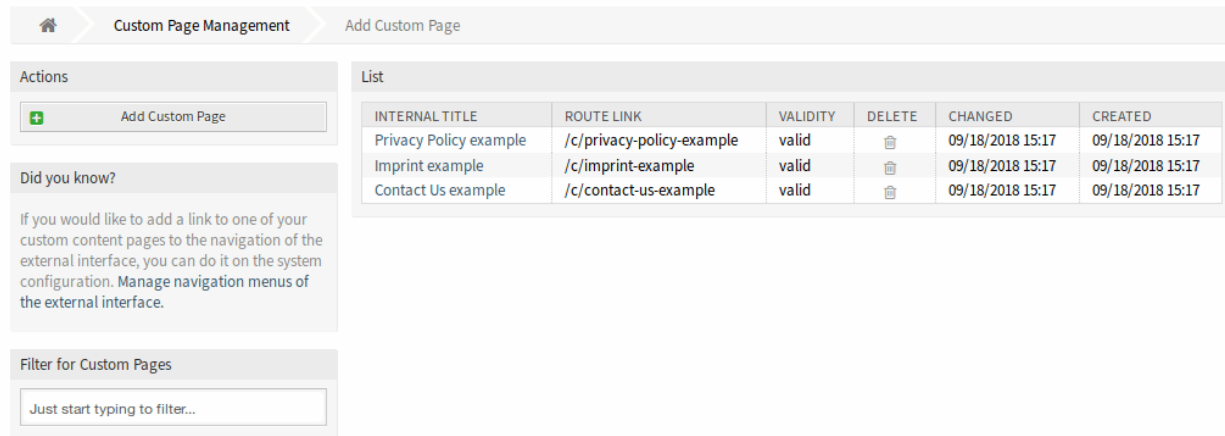 Custom Page Management Add Custom Page
Actions
Add Custom Page
Did you know?
If you would like to add a link to one of your
custom content pages to the navigation of the
external interface, you can do it on the system
configuration. Manage navigation menus of
the external interface.
Filter for Custom Pages
Just start typing to filter...
List
INTERNAL TITLE ROUTE LINK VALIDITY DELETE CHANGED CREATED
Privacy Policy example /c/privacy-policy-example valid 09/18/2018 15:17 09/18/2018 15:17
Imprint example /c/imprint-example valid 09/18/2018 15:17 09/18/2018 15:17
Contact Us example /c/contact-us-example valid 09/18/2018 15:17 09/18/2018 15:17